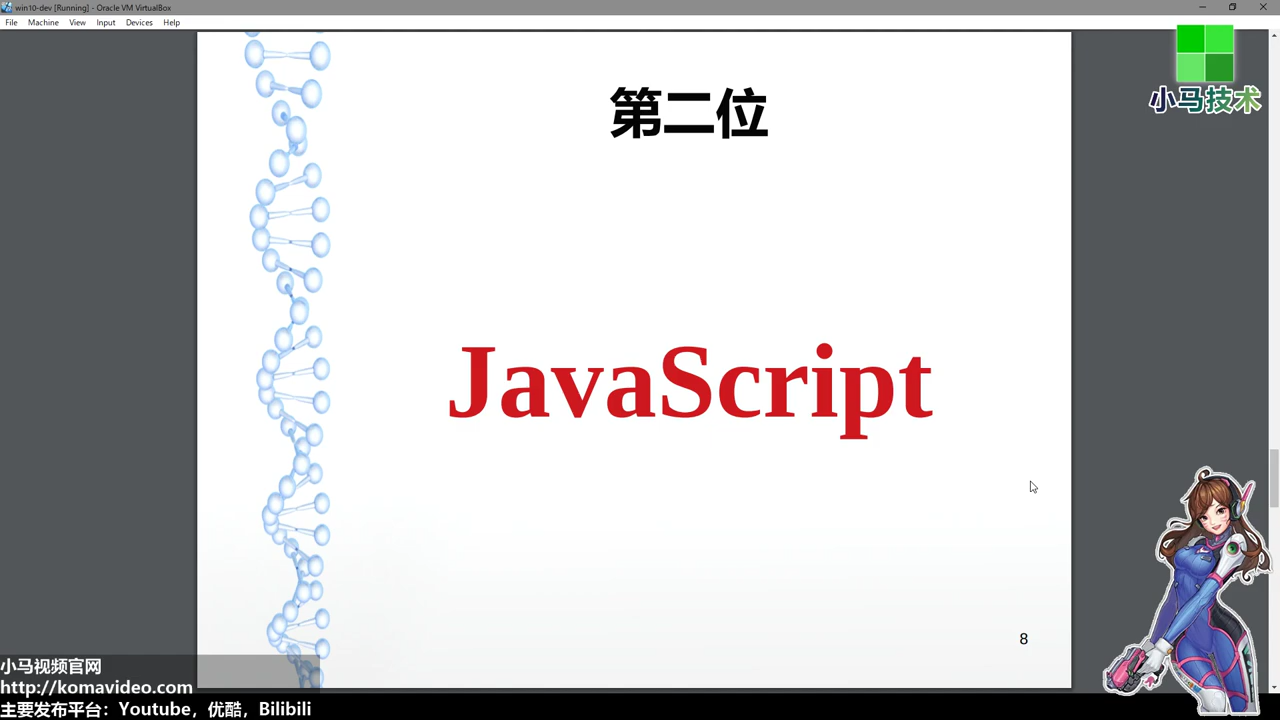 win10-dev [Running] - Oracle VM VirtualBox
File Machine View Input Devices Help
小马技术
第二位
JavaScript
8
小马视频官网
http://komavideo.com
主要发布平台：Youtube，优酷，Bilibili